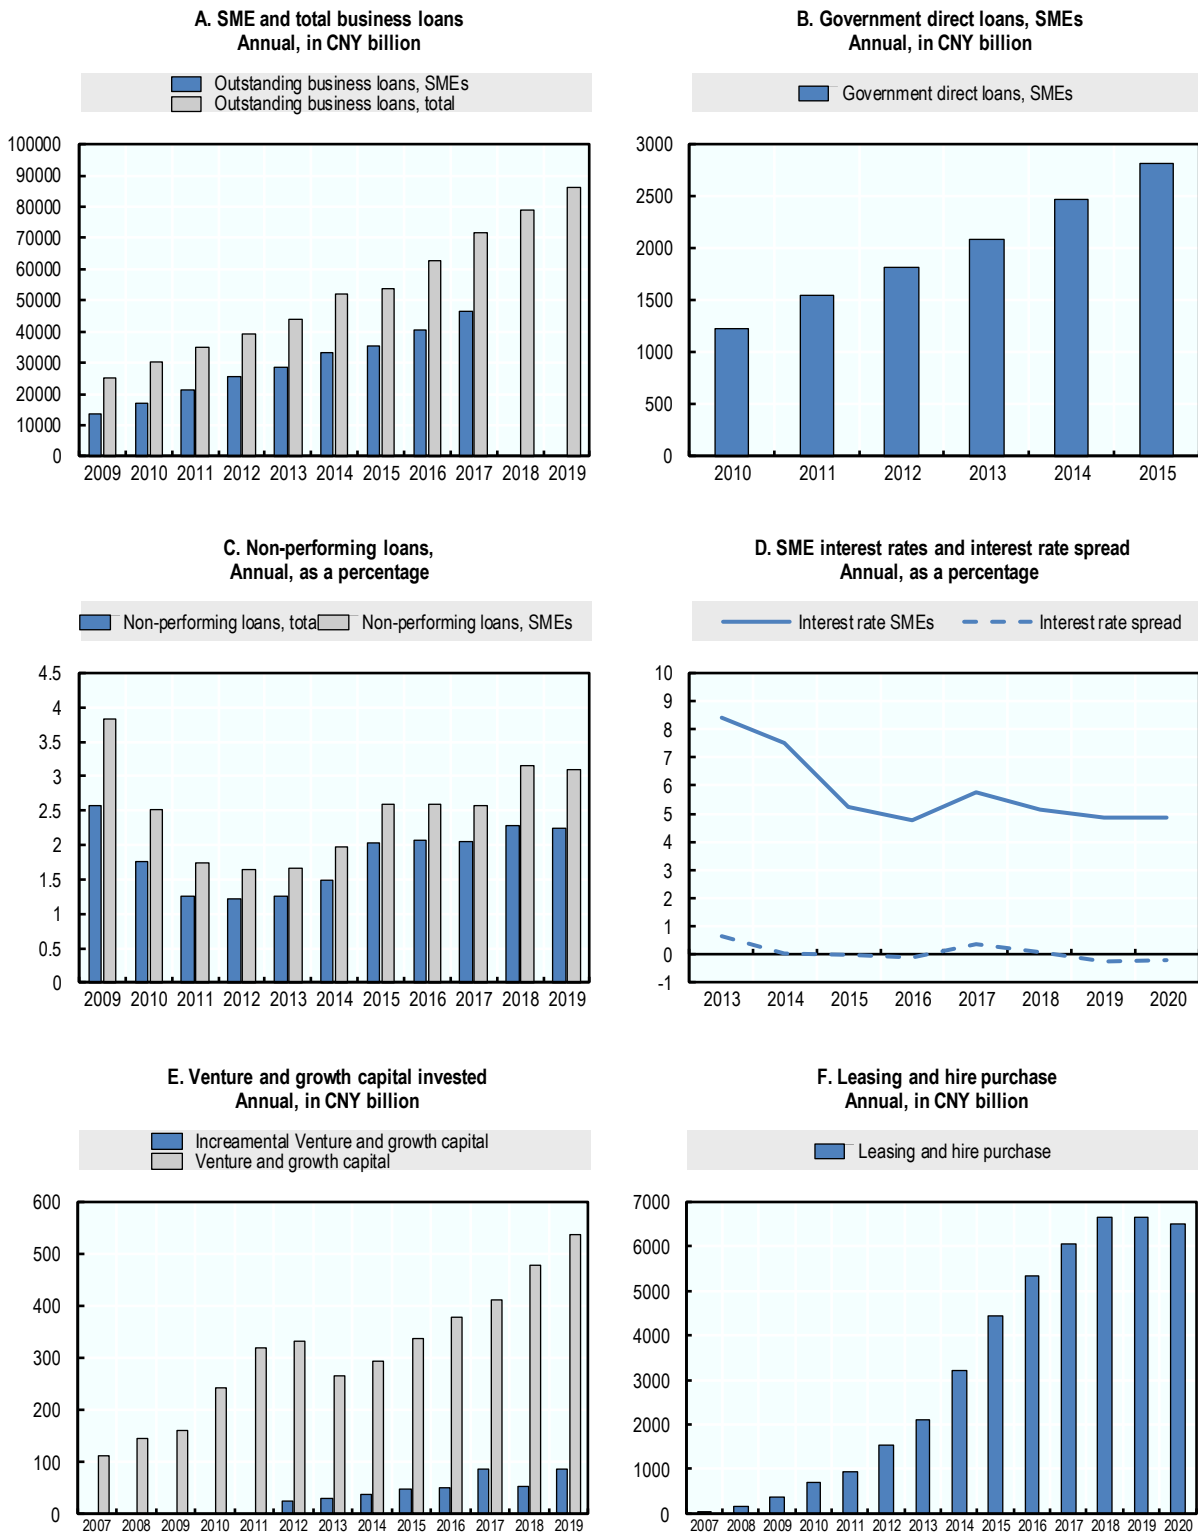 A. SME and total business loans
Annual, in CNY billion
Outstanding business loans, SMEs
Outstanding business loans, total
100000
90000
80000
70000
60000
50000
40000
30000
20000
10000
0
2009 2010 2011 2012 2013 2014 2015 2016 2017 2018 2019
B. Government direct loans, SMEs
Annual, in CNY billion
Government direct loans, SMEs
3000
2500
2000
1500
1000
500
0
2010 2011 2012 2013 2014 2015
C. Non-performing loans,
Annual, as a percentage
Non-performing loans, total Non-performing loans, SMEs
4.5
4
3.5
3
2.5
2
1.5
1
0.5
0
2009 2010 2011 2012 2013 2014 2015 2016 2017 2018 2019
D. SME interest rates and interest rate spread
Annual, as a percentage
Interest rate SMEs Interest rate spread
10
9
8
7
6
5
4
3
2
1
0
-1
2013 2014 2015 2016 2017 2018 2019 2020
E. Venture and growth capital invested
Annual, in CNY billion
Increamental Venture and growth capital
Venture and growth capital
600
500
400
300
200
100
0
2007 2008 2009 2010 2011 2012 2013 2014 2015 2016 2017 2018 2019
F. Leasing and hire purchase
Annual, in CNY billion
Leasing and hire purchase
7000
6000
5000
4000
3000
2000
1000
0
2007 2008 2009 2010 2011 2012 2013 2014 2015 2016 2017 2018 2019 2020